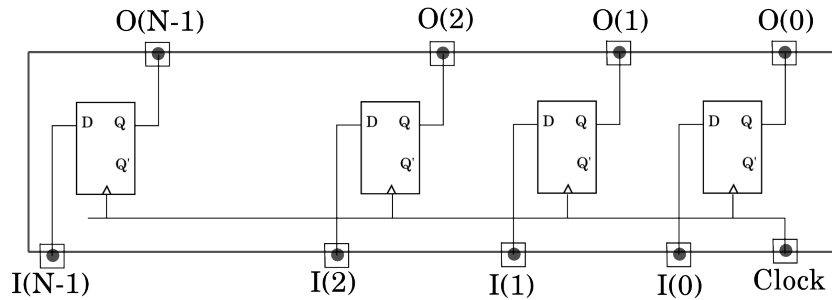 O(N-1) O(2) O(1) O(0)
D Q D Q D Q D Q
Q' Q' Q' Q'
I(N-1) I(2) I(1) I(0) Clock